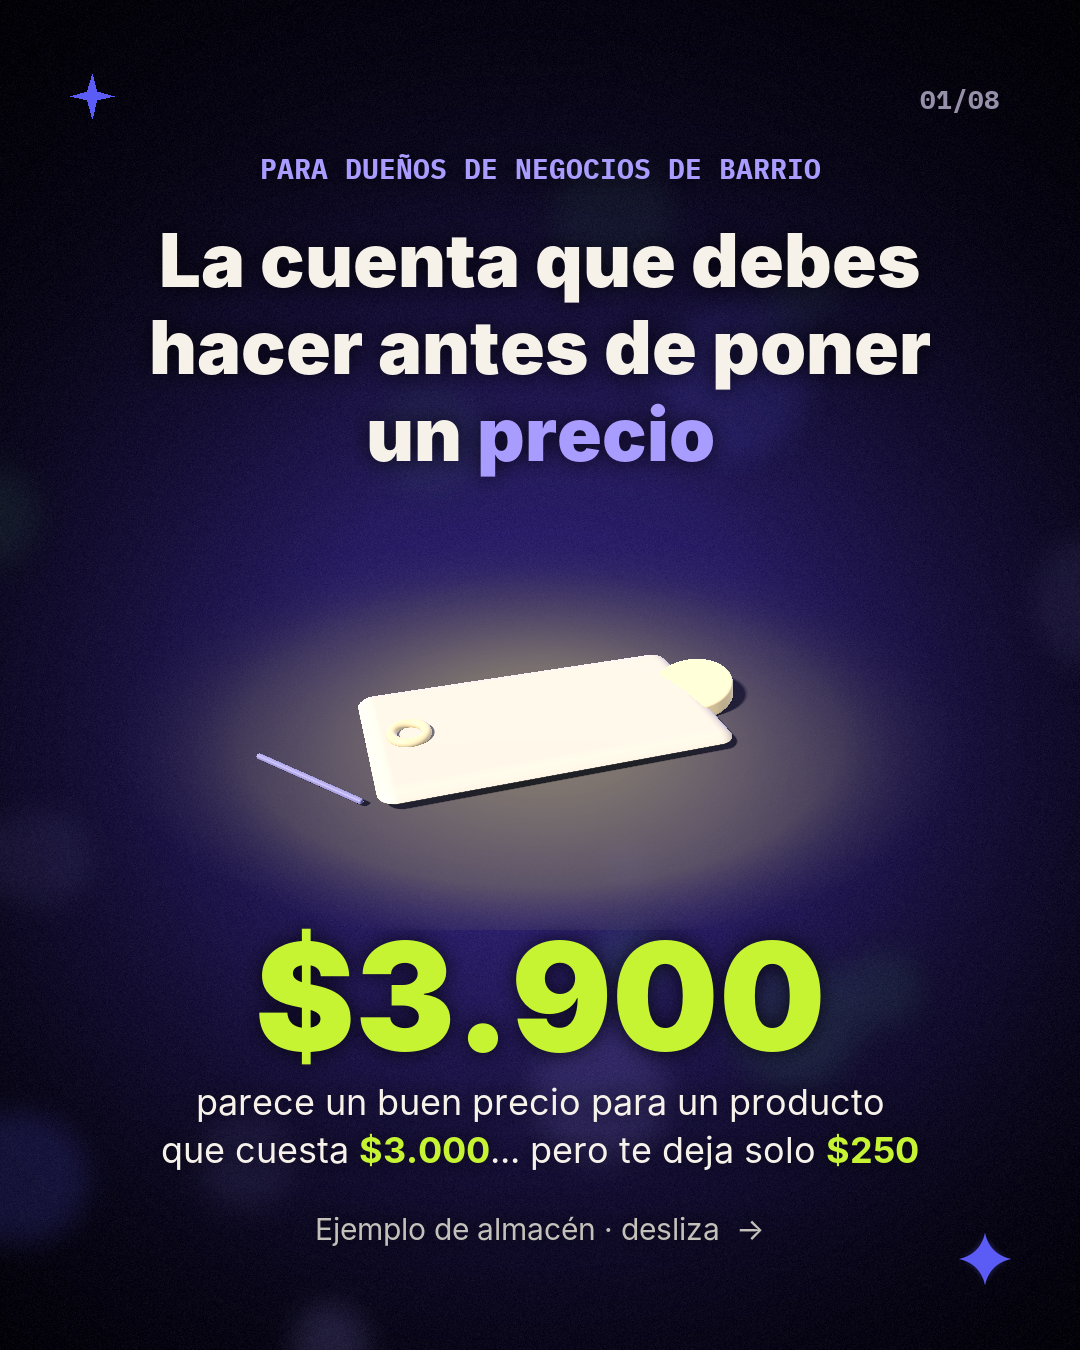 01/08
PARA DUEÑOS DE NEGOCIOS DE BARRIO
La cuenta que debes
hacer antes de poner
un precio
$3.900
parece un buen precio para un producto
que cuesta $3.000... pero te deja solo $250
Ejemplo de almacén · desliza →